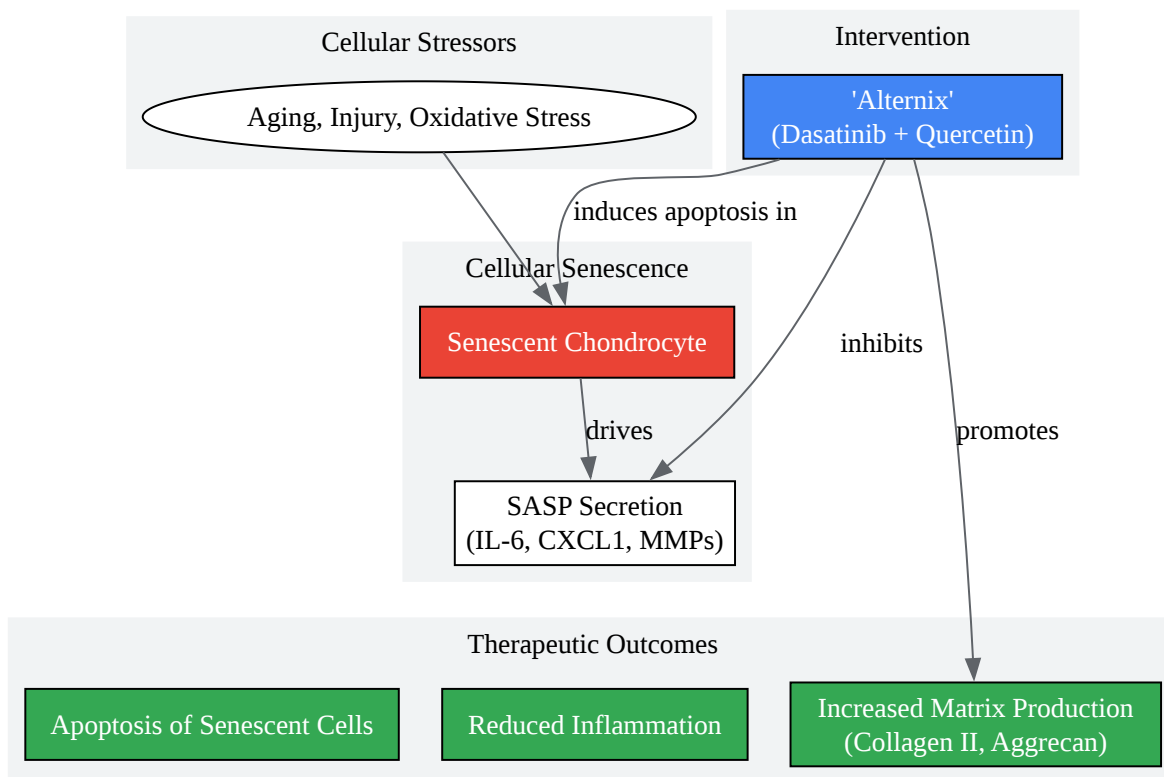 Cellular Stressors
Aging, Injury, Oxidative Stress
Intervention
'Alternix'
(Dasatinib + Quercetin)
induces apoptosis in
Cellular Senescence
Senescent Chondrocyte
inhibits
drives
promotes
SASP Secretion
(IL-6, CXCL1, MMPs)
Therapeutic Outcomes
Apoptosis of Senescent Cells
Reduced Inflammation
Increased Matrix Production
(Collagen II, Aggrecan)